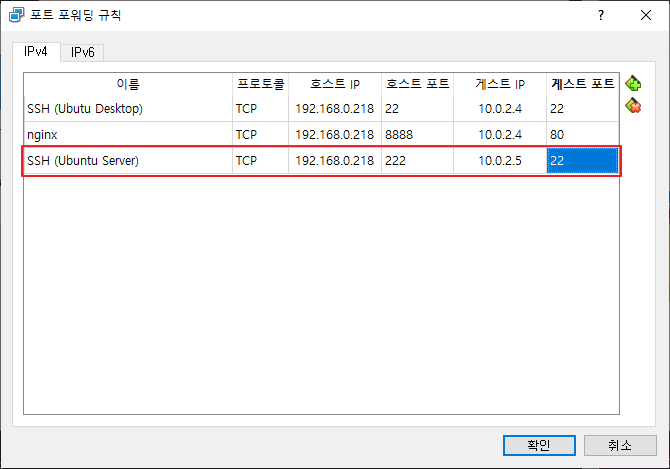 포트 포워딩 규칙
?
IPv4 IPv6
이름 프로토콜 호스트 IP 호스트 포트 게스트 IP 게스트 포트
SSH (Ubutu Desktop) TCP 192.168.0.218 22 10.0.2.4 22
nginx TCP 192.168.0.218 8888 10.0.2.4 80
SSH (Ubuntu Server) TCP 192.168.0.218 222 10.0.2.5 22
확인 취소